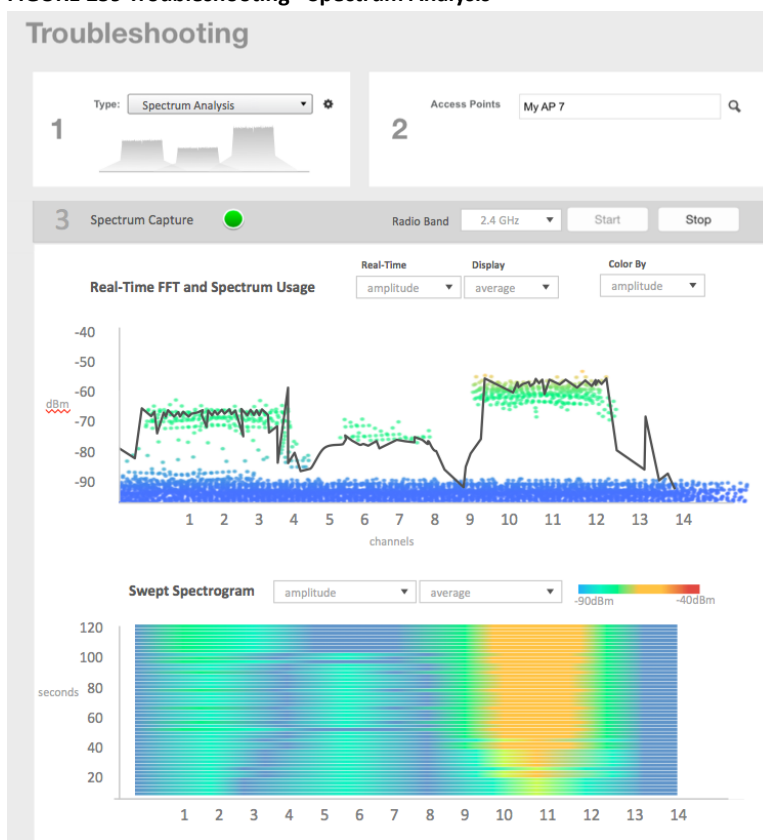 Troubleshooting
1
Type:
Spectrum Analysis
2
Access Points
My AP 7
3
Spectrum Capture
Radio Band
2.4 GHz
Start
Stop
Real-Time FFT and Spectrum Usage
Real-Time
amplitude
Display
average
Color By
amplitude
-40
-50
-60
dBm
-70
-80
-90
1 2 3 4 5 6 7 8 9 10 11 12 13 14
channels
Swept Spectrogram
amplitude
average
-90dBm
-40dBm
120
100
seconds 80
60
40
20
1 2 3 4 5 6 7 8 9 10 11 12 13 14